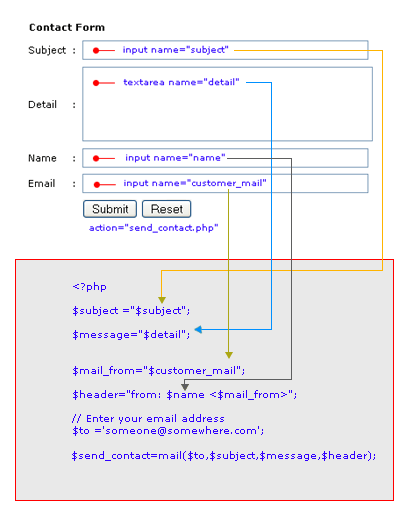 Contact Form
Subject : input name="subject"
textarea name="detail"
Detail :
Name : input name="name"
Email : input name="customer_mail"
Submit Reset
action="send_contact.php"
<?php
$subject ="$subject";
$message="$detail";
$mail_from="$customer_mail";
$header="from: $name <$mail_from>";
// Enter your email address
$to ='someone@somewhere.com';
$send_contact=mail($to,$subject,$message,$header);